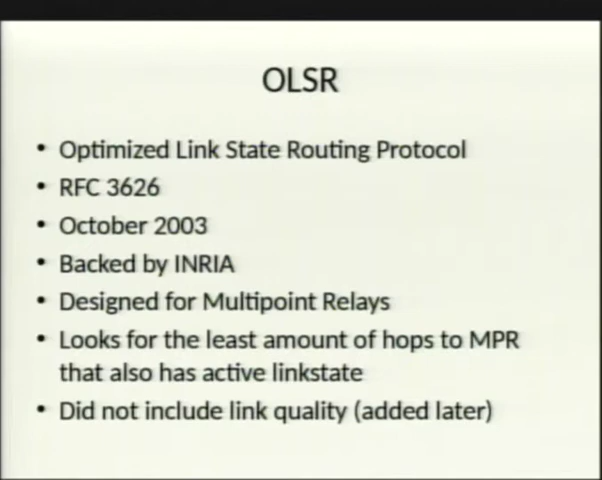 OLSR
• Optimized Link State Routing Protocol
• RFC 3626
• October 2003
• Backed by INRIA
• Designed for Multipoint Relays
• Looks for the least amount of hops to MPR
that also has active linkstate
• Did not include link quality (added later)